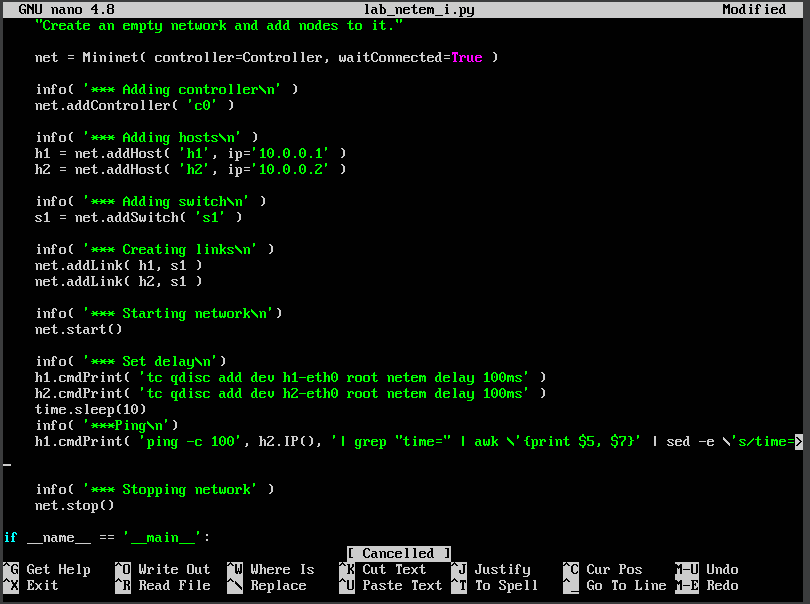 GNU nano 4.8 lab_netem_i.py Modified
"Create an empty network and add nodes to it."
net = Mininet( controller=Controller, waitConnected=True )
info( '*** Adding controller\n' )
net.addController( 'c0' )
info( '*** Adding hosts\n' )
h1 = net.addHost( 'h1', ip='10.0.0.1' )
h2 = net.addHost( 'h2', ip='10.0.0.2' )
info( '*** Adding switch\n' )
s1 = net.addSwitch( 's1' )
info( '*** Creating links\n' )
net.addLink( h1, s1 )
net.addLink( h2, s1 )
info( '*** Starting network\n')
net.start()
info( '*** Set delay\n')
h1.cmdPrint( 'tc qdisc add dev h1-eth0 root netem delay 100ms' )
h2.cmdPrint( 'tc qdisc add dev h2-eth0 root netem delay 100ms' )
time.sleep(10)
info( '***Ping\n')
h1.cmdPrint( 'ping -c 100', h2.IP(), '| grep "time=" | awk \'{print $5, $7}' | sed -e \'s/time=>
info( '*** Stopping network' )
net.stop()
if __name__ == '__main__':
[ Cancelled ]
^G Get Help ^O Write Out ^W Where Is ^K Cut Text ^J Justify ^C Cur Pos M-U Undo
^X Exit ^R Read File ^\ Replace ^U Paste Text ^T To Spell ^_ Go To Line M-E Redo